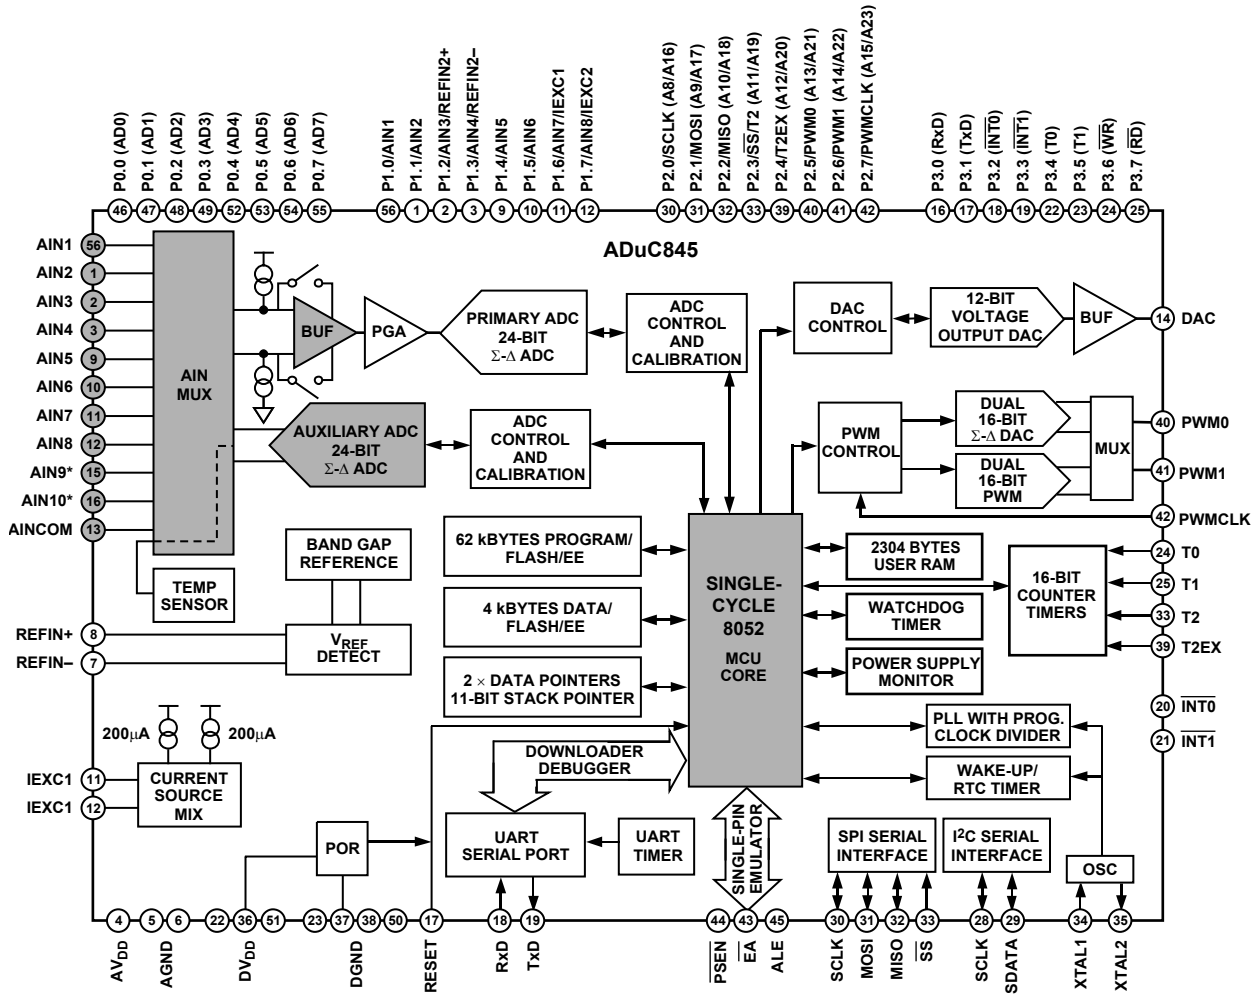 P0.0 (AD0)
P0.1 (AD1)
P0.2 (AD2)
P0.3 (AD3)
P0.4 (AD4)
P0.5 (AD5)
P0.6 (AD6)
P0.7 (AD7)
P1.0/AIN1
P1.1/AIN2
P1.2/AIN3/REFIN2+
P1.3/AIN4/REFIN2–
P1.4/AIN5
P1.5/AIN6
P1.6/AIN7/IEXC1
P1.7/AIN8/IEXC2
P2.0/SCLK (A8/A16)
P2.1/MOSI (A9/A17)
P2.2/MISO (A10/A18)
P2.3/S̅S̅/T2 (A11/A19)
P2.4/T2EX (A12/A20)
P2.5/PWM0 (A13/A21)
P2.6/PWM1 (A14/A22)
P2.7/PWMCLK (A15/A23)
P3.0 (RxD)
P3.1 (TxD)
P3.2 (I̅N̅T̅0̅)
P3.3 (I̅N̅T̅1̅)
P3.4 (T0)
P3.5 (T1)
P3.6 (W̅R̅)
P3.7 (R̅D̅)
46 47 48 49 52 53 54 55 56 1 2 3 9 10 11 12 30 31 32 33 39 40 41 42 16 17 18 19 22 23 24 25
ADuC845
AIN1 56
AIN2 1
AIN3 2
AIN4 3
AIN5 9
AIN6 10
AIN7 11
AIN8 12
AIN9* 15
AIN10* 16
AINCOM 13
AIN
MUX
BUF
PGA
PRIMARY ADC
24-BIT
Σ-Δ ADC
ADC
CONTROL
AND
CALIBRATION
DAC
CONTROL
12-BIT
VOLTAGE
OUTPUT DAC
BUF
14 DAC
AUXILIARY ADC
24-BIT
Σ-Δ ADC
ADC
CONTROL
AND
CALIBRATION
PWM
CONTROL
DUAL
16-BIT
Σ-Δ DAC
DUAL
16-BIT
PWM
MUX
40 PWM0
41 PWM1
42 PWMCLK
TEMP
SENSOR
BAND GAP
REFERENCE
VREF
DETECT
REFIN+ 8
REFIN– 7
62 kBYTES PROGRAM/
FLASH/EE
4 kBYTES DATA/
FLASH/EE
2 × DATA POINTERS
11-BIT STACK POINTER
SINGLE-
CYCLE
8052
MCU
CORE
2304 BYTES
USER RAM
WATCHDOG
TIMER
POWER SUPPLY
MONITOR
16-BIT
COUNTER
TIMERS
24 T0
25 T1
33 T2
39 T2EX
20 I̅N̅T̅0̅
21 I̅N̅T̅1̅
200µA
200µA
IEXC1 11
IEXC1 12
CURRENT
SOURCE
MIX
DOWNLOADER
DEBUGGER
PLL WITH PROG.
CLOCK DIVIDER
WAKE-UP/
RTC TIMER
POR
UART
SERIAL PORT
UART
TIMER
SINGLE-PIN
EMULATOR
SPI SERIAL
INTERFACE
I2C SERIAL
INTERFACE
OSC
4 5 6 22 36 51 23 37 38 50 17 18 19 44 43 45 30 31 32 33 28 29 34 35
AVDD
AGND
DVDD
DGND
RESET
RxD
TxD
P̅S̅E̅N̅
E̅A̅
ALE
SCLK
MOSI
MISO
S̅S̅
SCLK
SDATA
XTAL1
XTAL2